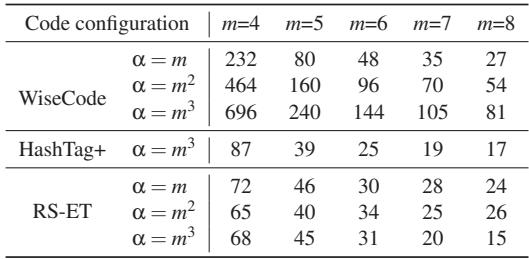 Code configuration m=4 m=5 m=6 m=7 m=8
α = m 232 80 48 35 27
WiseCode α = m² 464 160 96 70 54
α = m³ 696 240 144 105 81
HashTag+ α = m³ 87 39 25 19 17
α = m 72 46 30 28 24
RS-ET α = m² 65 40 34 25 26
α = m³ 68 45 31 20 15